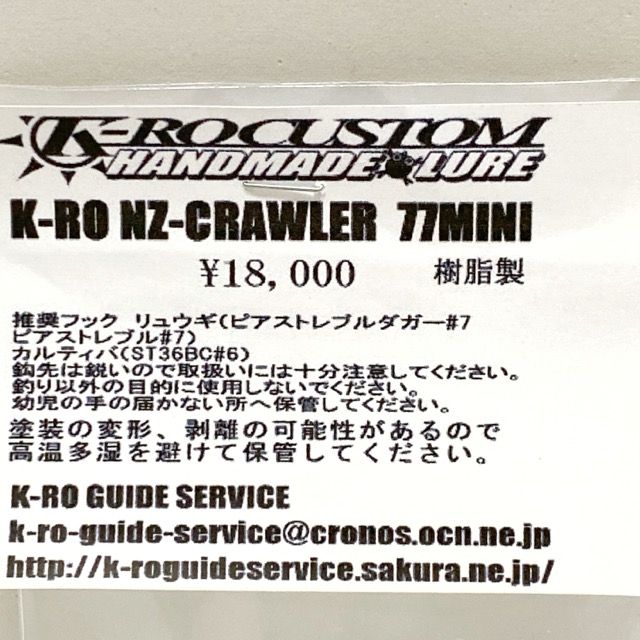 K-ROCUSTOM
HANDMADE LURE
K-RO NZ-CRAWLER 77MINI
¥18,000 樹脂製
推奨フック リュウギ(ピアストレブルダガー#7
ピアストレブル#7)
カルティバ(ST36BC#6)
鈎先は鋭いので取扱いには十分注意してください。
釣り以外の目的に使用しないでください。
幼児の手の届かない所へ保管してください。
塗装の変形、剥離の可能性があるので
高温多湿を避けて保管してください。
K-RO GUIDE SERVICE
k-ro-guide-service@cronos.ocn.ne.jp
http://k-roguideservice.sakura.ne.jp/